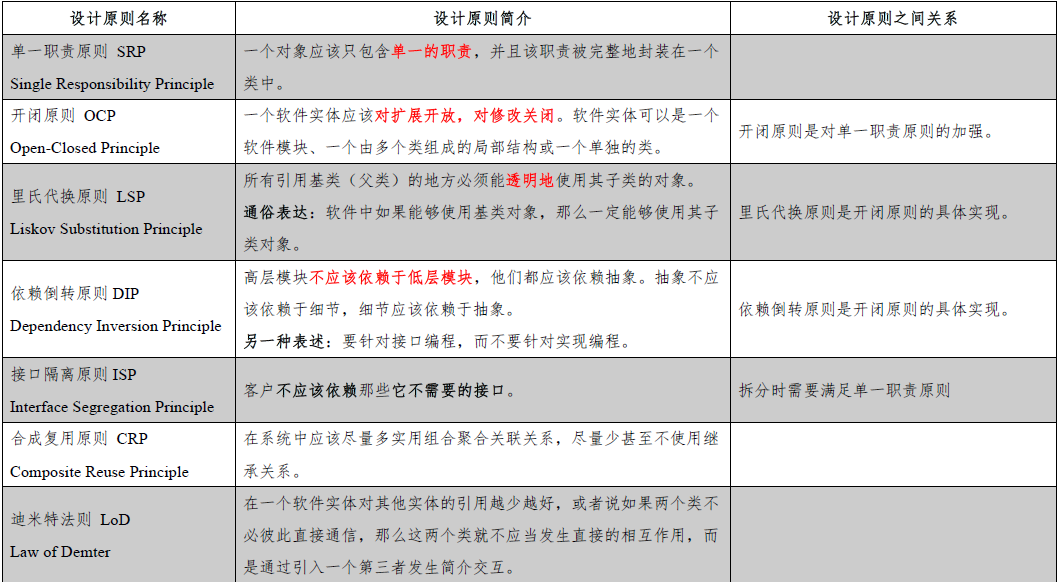 设计原则名称 设计原则简介 设计原则之间关系
单一职责原则 SRP
Single Responsibility Principle
一个对象应该只包含单一的职责，并且该职责被完整地封装在一个
类中。
开闭原则 OCP
Open-Closed Principle
一个软件实体应该对扩展开放，对修改关闭。软件实体可以是一个
软件模块、一个由多个类组成的局部结构或一个单独的类。
开闭原则是对单一职责原则的加强。
里氏代换原则 LSP
Liskov Substitution Principle
所有引用基类（父类）的地方必须能透明地使用其子类的对象。
通俗表达：软件中如果能够使用基类对象，那么一定能够使用其子
类对象。
里氏代换原则是开闭原则的具体实现。
依赖倒转原则DIP
Dependency Inversion Principle
高层模块不应该依赖于低层模块，他们都应该依赖抽象。抽象不应
该依赖于细节，细节应该依赖于抽象。
另一种表述：要针对接口编程，而不要针对实现编程。
依赖倒转原则是开闭原则的具体实现。
接口隔离原则ISP
Interface Segregation Principle
客户不应该依赖那些它不需要的接口。
拆分时需要满足单一职责原则
合成复用原则 CRP
Composite Reuse Principle
在系统中应该尽量多实用组合聚合关联关系，尽量少甚至不使用继
承关系。
迪米特法则 LoD
Law of Demter
在一个软件实体对其他实体的引用越少越好，或者说如果两个类不
必彼此直接通信，那么这两个类就不应当发生直接的相互作用，而
是通过引入一个第三者发生简介交互。